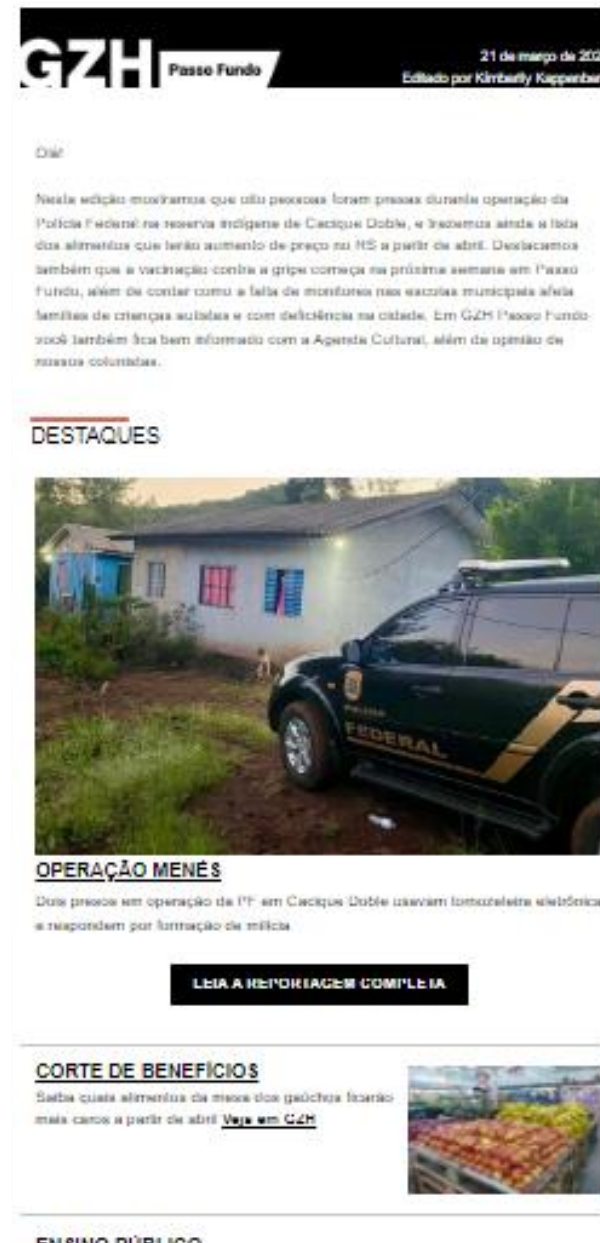 GZH Passo Fundo
21 de março de 202
Editado por Kimberlly Kappenber
Olá!
Nesta edição mostramos que oito pessoas foram presas durante operação da
Polícia Federal na reserva indígena de Cacique Doble, e trazemos ainda a lista
dos alimentos que terão aumento de preço no RS a partir de abril. Destacamos
também que a vacinação contra a gripe começa na próxima semana em Passo
Fundo, além de contar como a falta de monitores nas escolas municipais afeta
famílias de crianças autistas e com deficiência na cidade. Em GZH Passo Fundo
você também fica bem informado com a Agenda Cultural, além da opinião de
nossos colunistas.
DESTAQUES
POLÍCIA
FEDERAL
OPERAÇÃO MENÉS
Dois presos em operação da PF em Cacique Doble usavam tornozeleira eletrônica
e respondem por formação de milícia
LEIA A REPORTAGEM COMPLETA
CORTE DE BENEFÍCIOS
Saiba quais alimentos da mesa dos gaúchos ficarão
mais caros a partir de abril Veja em GZH
ENSINO PÚBLICO